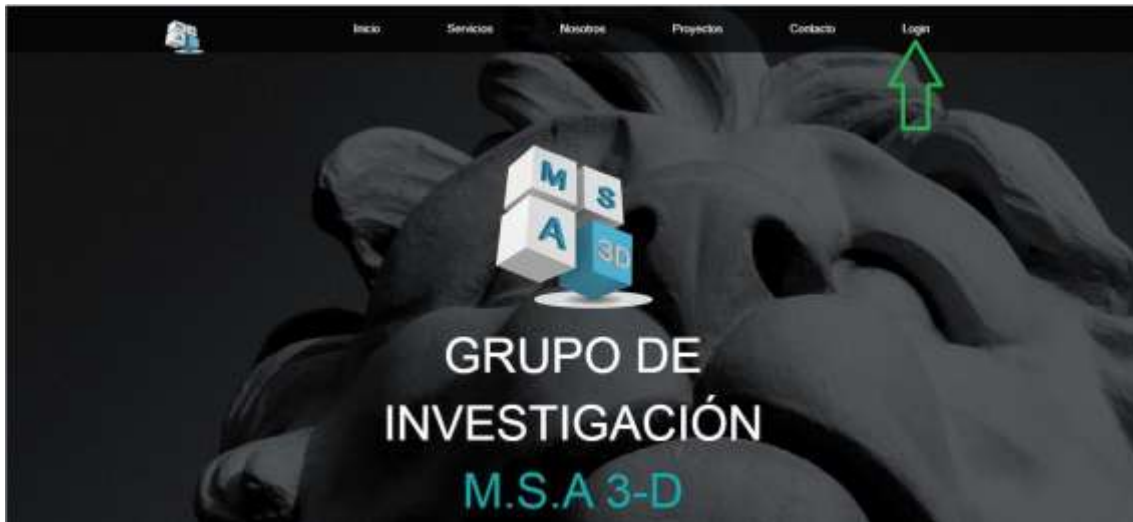 Inicio Servicios Nosotros Proyectos Contacto Login
M S
A 3D
GRUPO DE
INVESTIGACIÓN
M.S.A 3-D